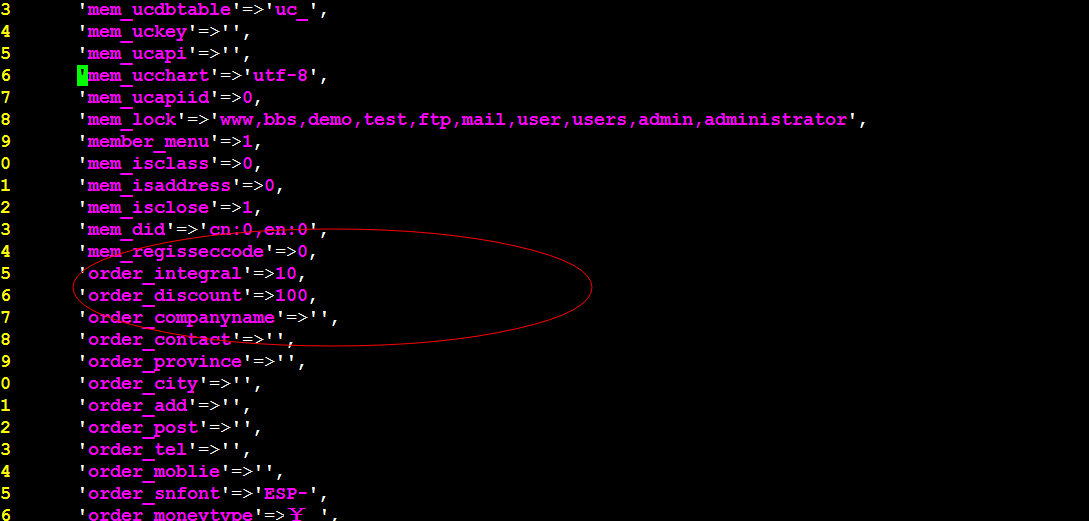 3 'mem_ucdbtable'=>'uc_',
4 'mem_uckey'=>'',
5 'mem_ucapi'=>'',
6 'mem_ucchart'=>'utf-8',
7 'mem_ucapiid'=>0,
8 'mem_lock'=>'www,bbs,demo,test,ftp,mail,user,users,admin,administrator',
9 'member_menu'=>1,
0 'mem_isclass'=>0,
1 'mem_isaddress'=>0,
2 'mem_isclose'=>1,
3 'mem_did'=>'cn:0,en:0',
4 'mem_regisseccode'=>0,
5 'order_integral'=>10,
6 'order_discount'=>100,
7 'order_companyname'=>'',
8 'order_contact'=>'',
9 'order_province'=>'',
0 'order_city'=>'',
1 'order_add'=>'',
2 'order_post'=>'',
3 'order_tel'=>'',
4 'order_moblie'=>'',
5 'order_snfont'=>'ESP-',
6 'order_moneytype'=>¥ ',